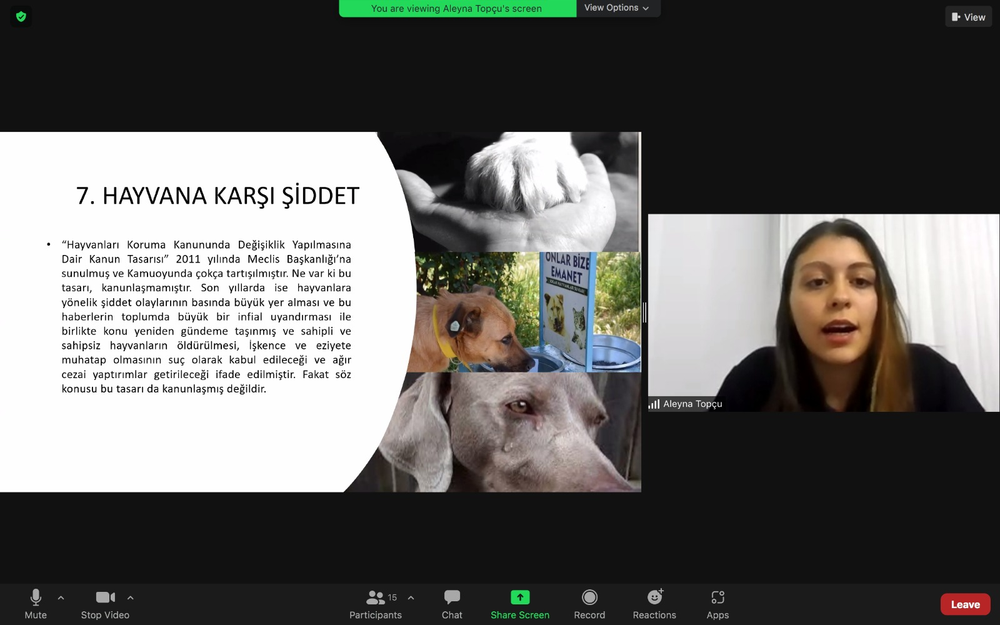 You are viewing Aleyna Topçu's screen
View Options
View
7. HAYVANA KARŞI ŞİDDET
• “Hayvanları Koruma Kanununda Değişiklik Yapılmasına
Dair Kanun Tasarısı” 2011 yılında Meclis Başkanlığı’na
sunulmuş ve Kamuoyunda çokça tartışılmıştır. Ne var ki bu
tasarı, kanunlaşmamıştır. Son yıllarda ise hayvanlara
yönelik şiddet olaylarının basında büyük yer alması ve bu
haberlerin toplumda büyük bir infial uyandırması ile
birlikte konu yeniden gündeme taşınmış ve sahipli ve
sahipsiz hayvanların öldürülmesi, İşkence ve eziyete
muhatap olmasının suç olarak kabul edileceği ve ağır
cezai yaptırımlar getirileceği ifade edilmiştir. Fakat söz
konusu bu tasarı da kanunlaşmış değildir.
ONLAR BİZE
EMANET
Aleyna Topçu
Mute
Stop Video
15
Participants
Chat
Share Screen
Record
Reactions
Apps
Leave